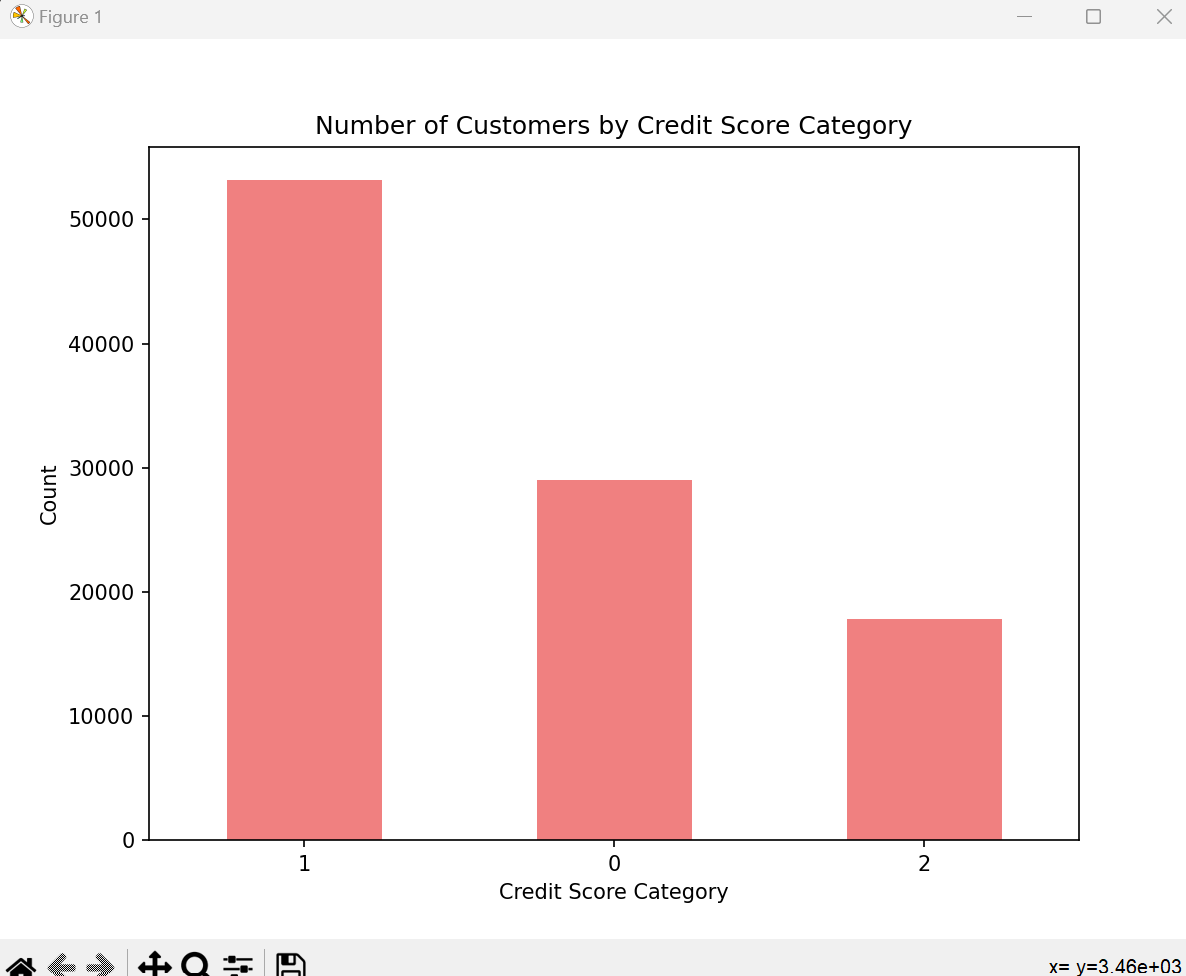 Figure 1
Number of Customers by Credit Score Category
50000
40000
30000
20000
10000
0
Count
1 0 2
Credit Score Category
x= y=3.46e+03